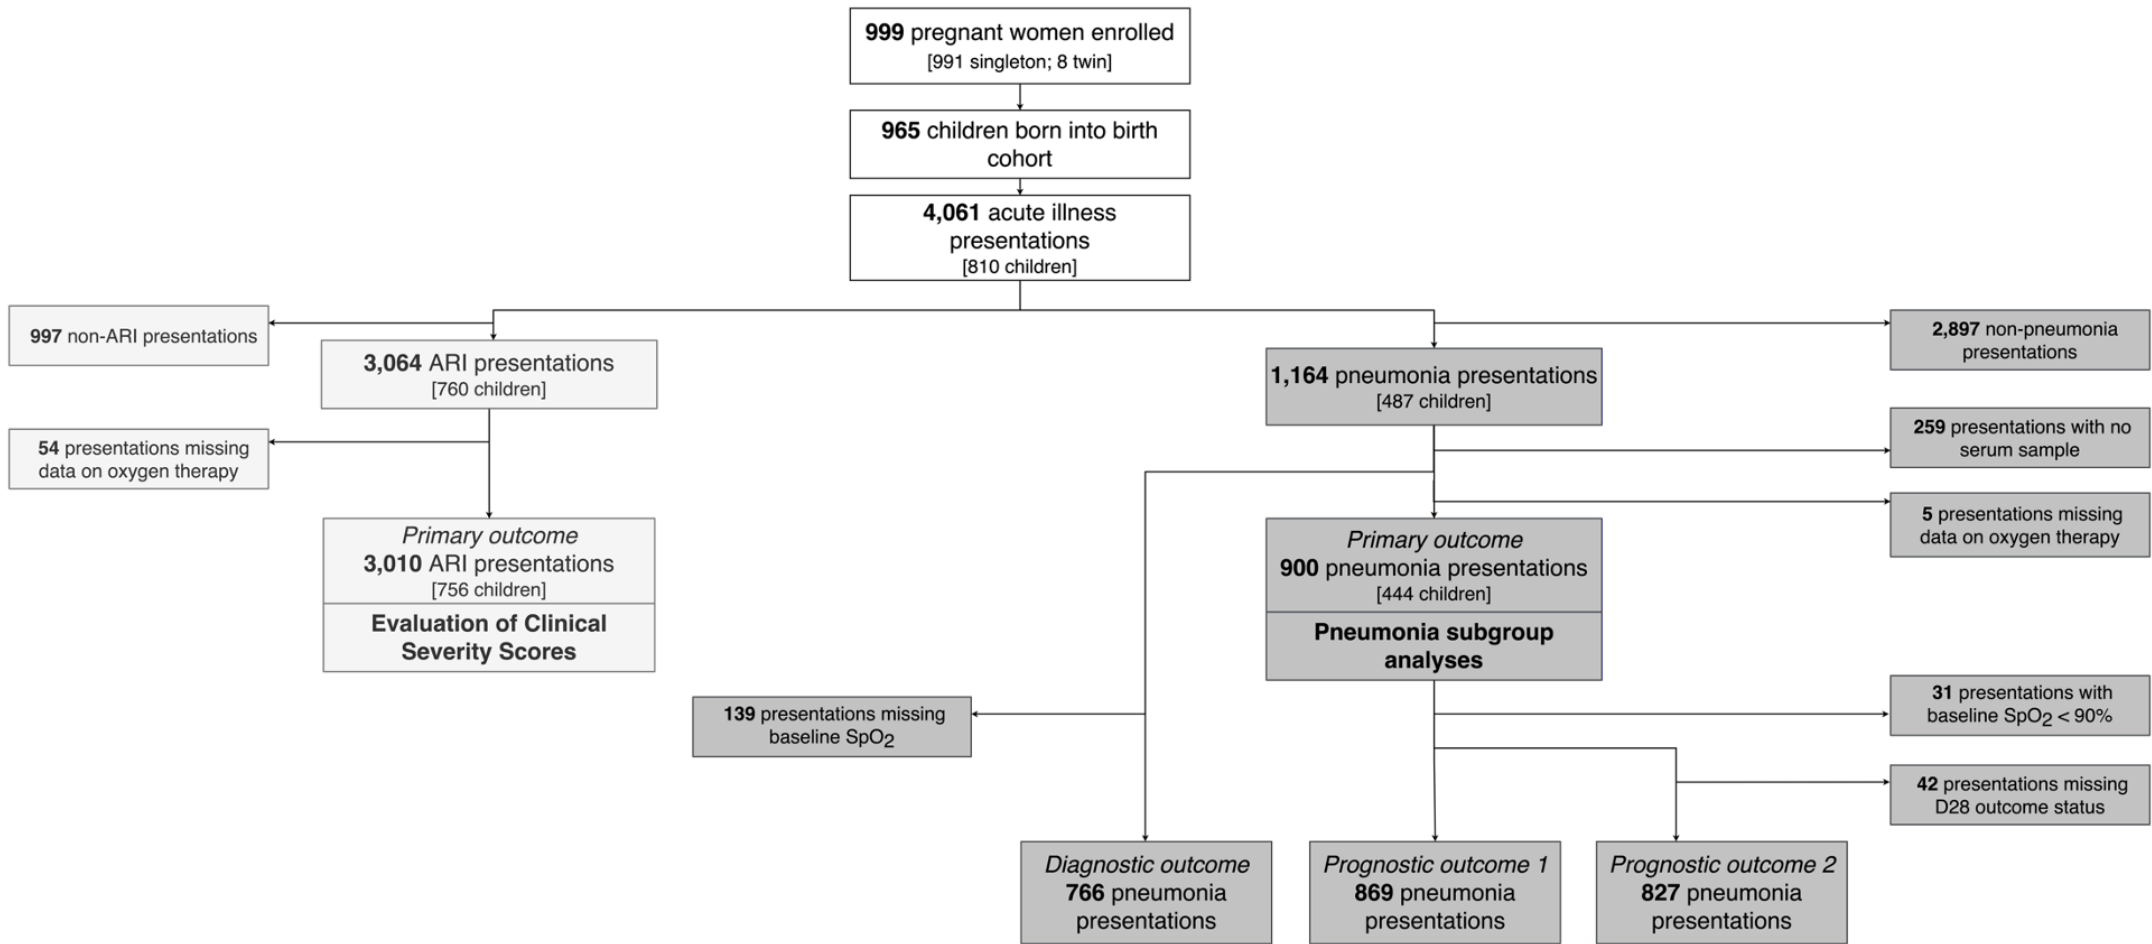 999 pregnant women enrolled
[991 singleton; 8 twin]
965 children born into birth
cohort
4,061 acute illness
presentations
[810 children]
997 non-ARI presentations
3,064 ARI presentations
[760 children]
54 presentations missing
data on oxygen therapy
Primary outcome
3,010 ARI presentations
[756 children]
Evaluation of Clinical
Severity Scores
2,897 non-pneumonia
presentations
1,164 pneumonia presentations
[487 children]
259 presentations with no
serum sample
5 presentations missing
data on oxygen therapy
Primary outcome
900 pneumonia presentations
[444 children]
Pneumonia subgroup
analyses
139 presentations missing
baseline SpO2
31 presentations with
baseline SpO2 < 90%
42 presentations missing
D28 outcome status
Diagnostic outcome
766 pneumonia
presentations
Prognostic outcome 1
869 pneumonia
presentations
Prognostic outcome 2
827 pneumonia
presentations